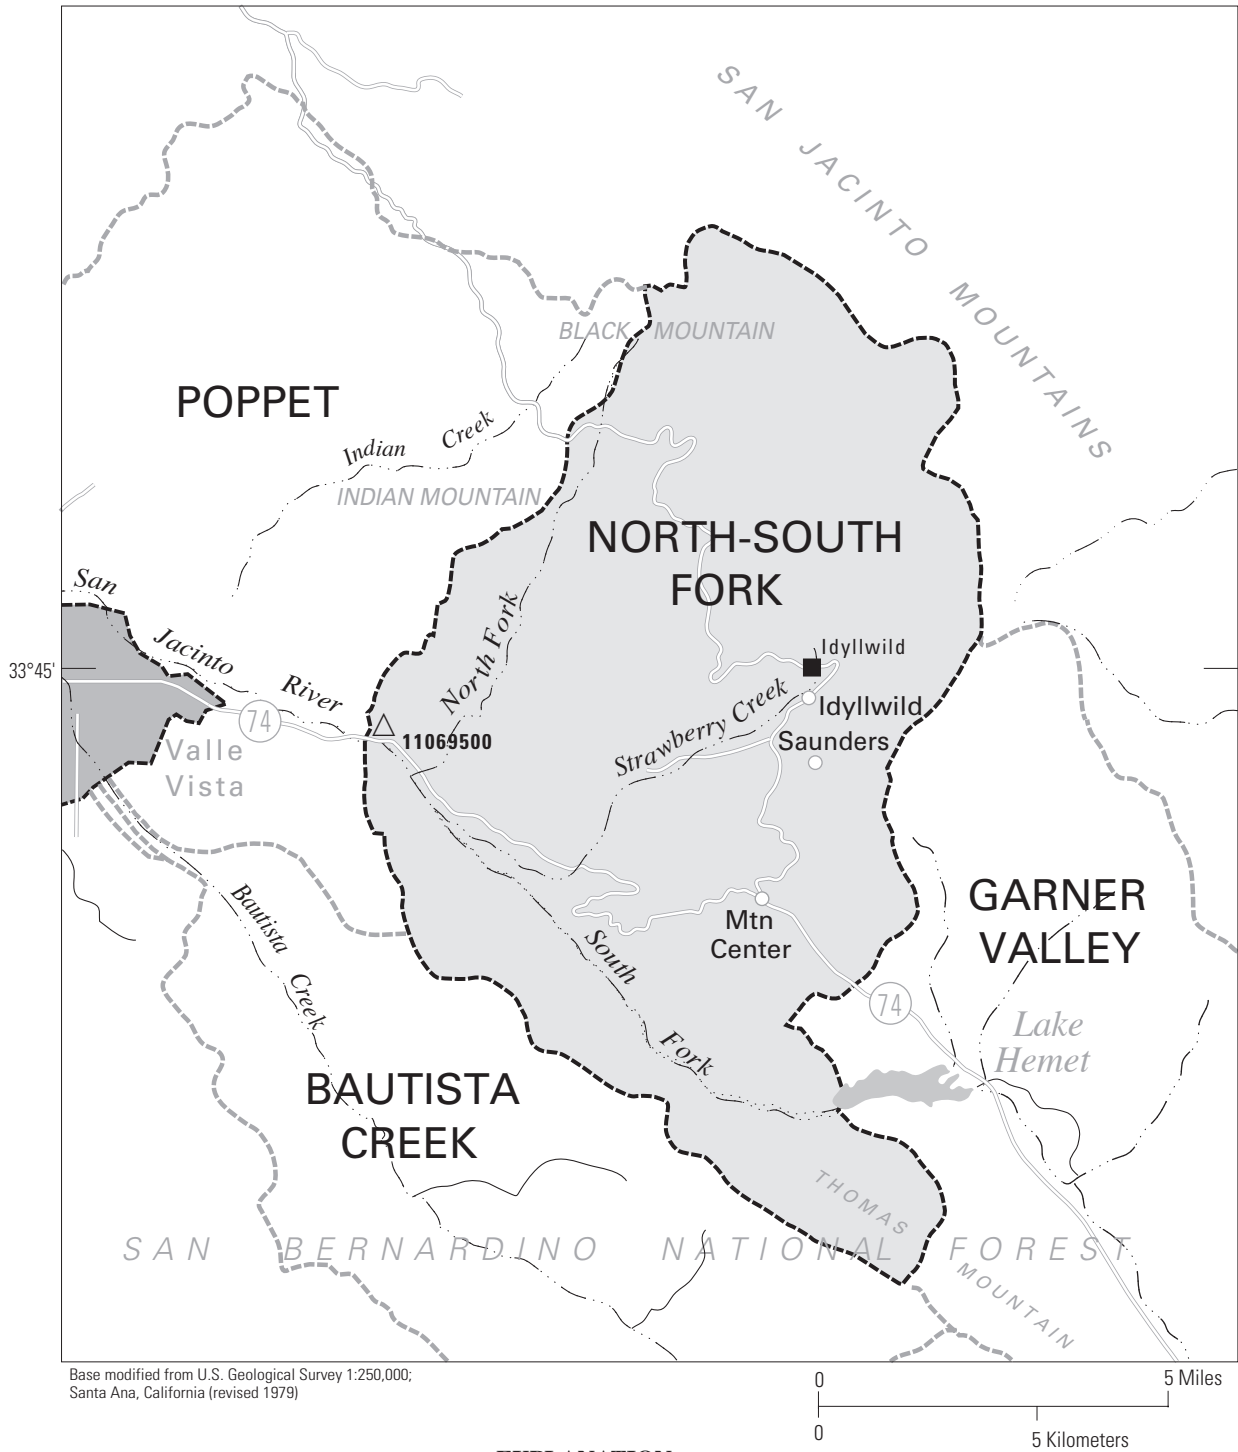 SAN JACINTO MOUNTAINS
BLACK MOUNTAIN
POPPET
Indian Creek
INDIAN MOUNTAIN
NORTH-SOUTH
FORK
San Jacinto River
33°45'
North Fork
Idyllwild
Strawberry Creek
Idyllwild
74
11069500
Saunders
Valle
Vista
Bautista Creek
GARNER
VALLEY
Mtn
Center
South Fork
74
Lake
Hemet
BAUTISTA
CREEK
THOMAS MOUNTAIN
SAN BERNARDINO NATIONAL FOREST
Base modified from U.S. Geological Survey 1:250,000;
Santa Ana, California (revised 1979)
0 5 Miles
0 5 Kilometers